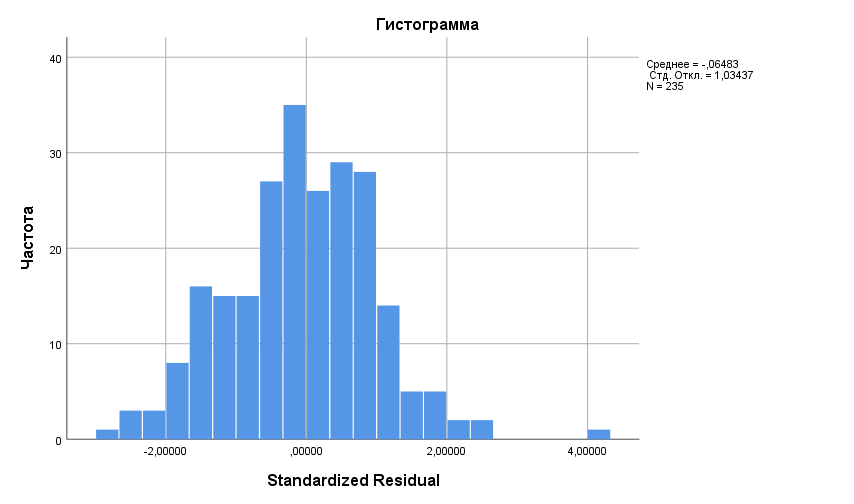 Гистограмма
Среднее = -,06483
Стд. Откл. = 1,03437
N = 235
Частота
40
30
20
10
0
-2,00000 ,00000 2,00000 4,00000
Standardized Residual